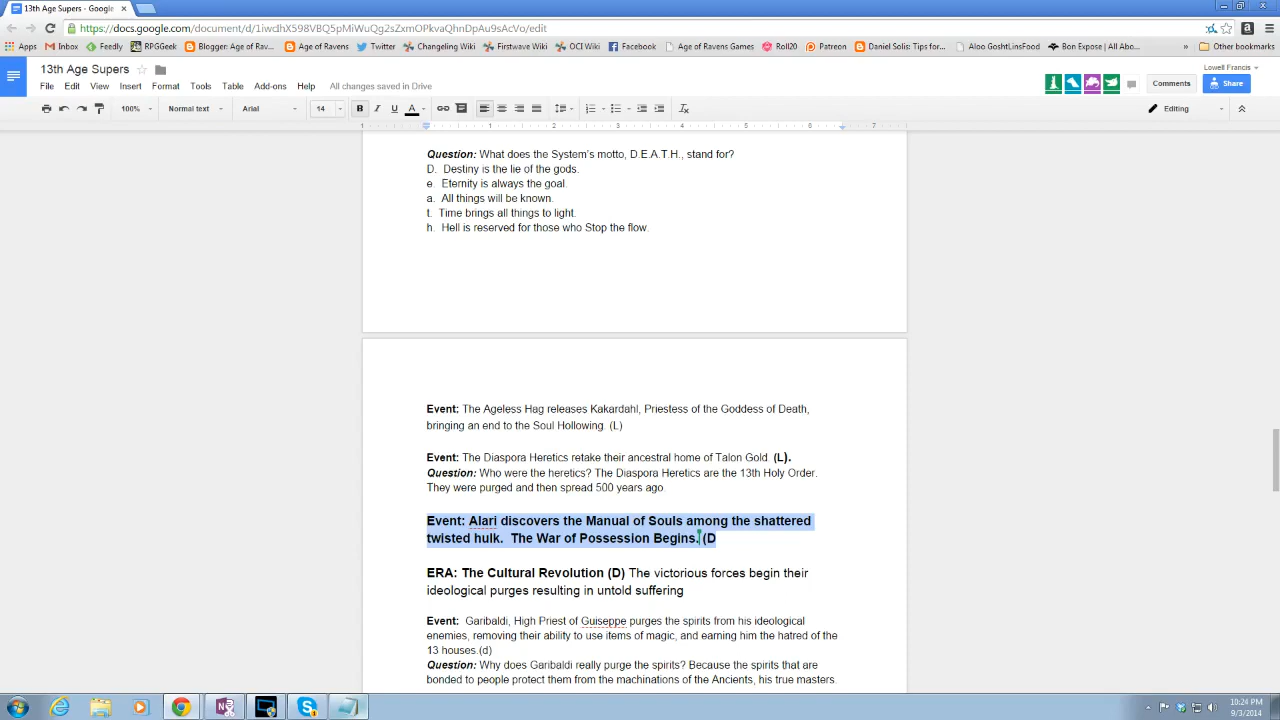 13th Age Supers - Google
https://docs.google.com/document/d/1iwcthX598VBQ5pMiWuQg2sZxmOPkvaQhnDpAu9sAcVo/edit
Apps Inbox Feedly RPGGeek Blogger: Age of Rav... Age of Ravens Twitter Changeling Wiki Firstwave Wiki OCI Wiki Facebook Age of Ravens Games Roll20 Patreon Daniel Solis: Tips for... Aloo GoshtLinsFood Bon Expose | All Abo... » Other bookmarks
Lowell Francis
13th Age Supers
File Edit View Insert Format Tools Table Add-ons Help All changes saved in Drive
Comments Share
100% Normal text Arial 14 B I U A Editing
1 1 2 3 4 5 6 7
Question: What does the System's motto, D.E.A.T.H., stand for?
D. Destiny is the lie of the gods.
e. Eternity is always the goal.
a. All things will be known.
t. Time brings all things to light.
h. Hell is reserved for those who Stop the flow.
Event: The Ageless Hag releases Kakardahl, Priestess of the Goddess of Death,
bringing an end to the Soul Hollowing. (L)
Event: The Diaspora Heretics retake their ancestral home of Talon Gold. (L).
Question: Who were the heretics? The Diaspora Heretics are the 13th Holy Order.
They were purged and then spread 500 years ago.
Event: Alari discovers the Manual of Souls among the shattered
twisted hulk. The War of Possession Begins. (D
ERA: The Cultural Revolution (D) The victorious forces begin their
ideological purges resulting in untold suffering
Event: Garibaldi, High Priest of Guiseppe purges the spirits from his ideological
enemies, removing their ability to use items of magic, and earning him the hatred of the
13 houses.(d)
Question: Why does Garibaldi really purge the spirits? Because the spirits that are
bonded to people protect them from the machinations of the Ancients, his true masters.
10:24 PM
9/3/2014